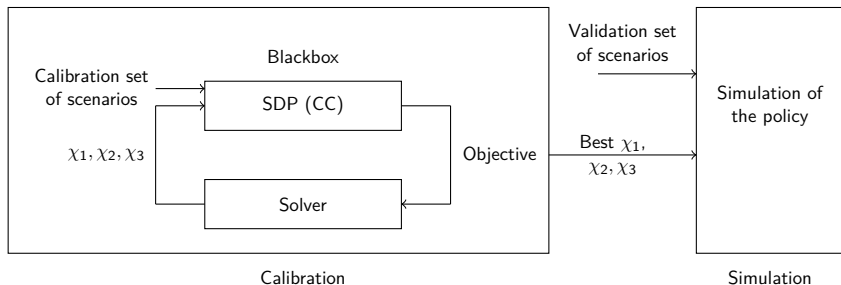 Blackbox
Calibration set
of scenarios
SDP (CC)
χ1, χ2, χ3
Objective
Solver
Calibration
Validation set
of scenarios
Best χ1,
χ2, χ3
Simulation of
the policy
Simulation